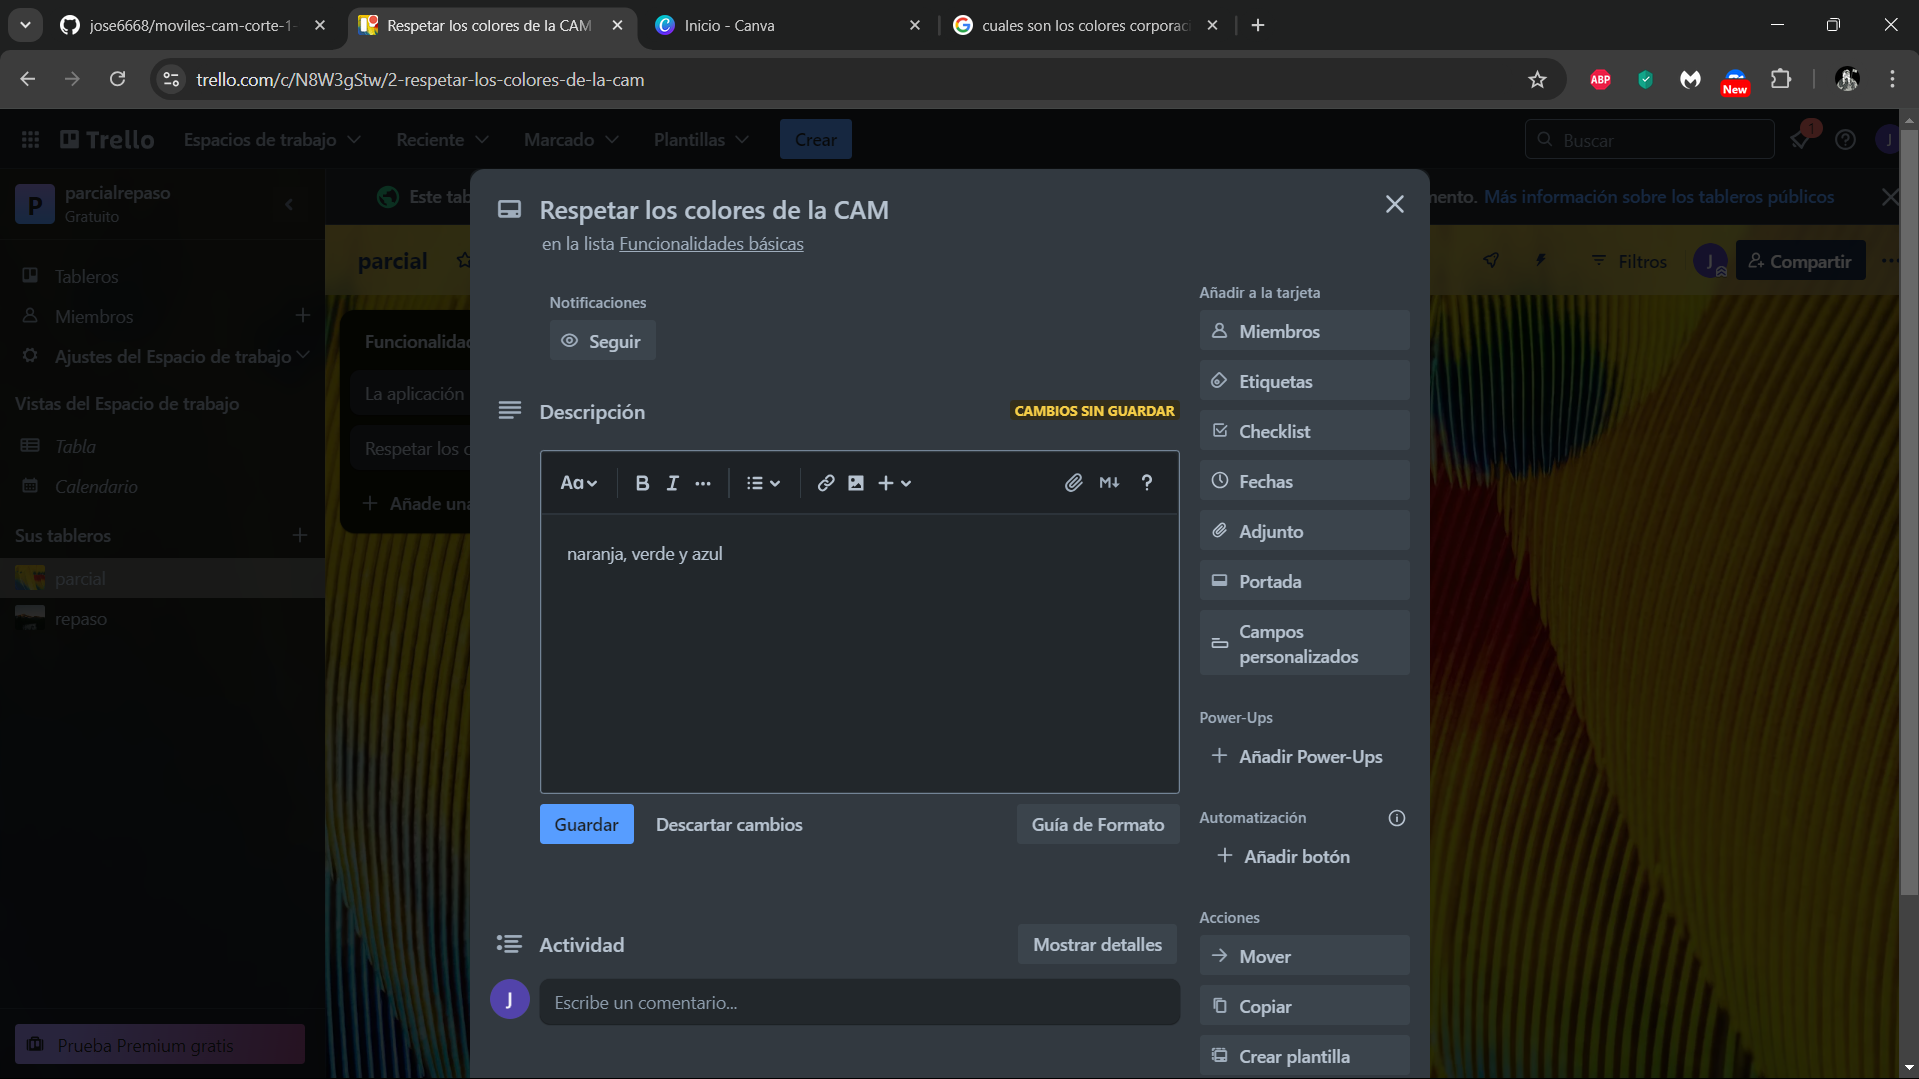 jose6668/moviles-cam-corte-1-
Respetar los colores de la CAM
Inicio - Canva
cuales son los colores corporaci
trello.com/c/N8W3gStw/2-respetar-los-colores-de-la-cam
ABP
New
Trello
Espacios de trabajo
Reciente
Marcado
Plantillas
Crear
Buscar
1
J
P
parcialrepaso
Gratuito
Este tab
mento. Más información sobre los tableros públicos
Tableros
Miembros
Ajustes del Espacio de trabajo
Vistas del Espacio de trabajo
Tabla
Calendario
Sus tableros
parcial
repaso
Prueba Premium gratis
parcial
Filtros
J
Compartir
Funcionalidad
La aplicación
Respetar los c
Añade una
Respetar los colores de la CAM
en la lista Funcionalidades básicas
Notificaciones
Seguir
Descripción
CAMBIOS SIN GUARDAR
Aa
B
I
M
?
naranja, verde y azul
Guardar
Descartar cambios
Guía de Formato
Actividad
Mostrar detalles
J
Escribe un comentario...
Añadir a la tarjeta
Miembros
Etiquetas
Checklist
Fechas
Adjunto
Portada
Campos
personalizados
Power-Ups
Añadir Power-Ups
Automatización
Añadir botón
Acciones
Mover
Copiar
Crear plantilla